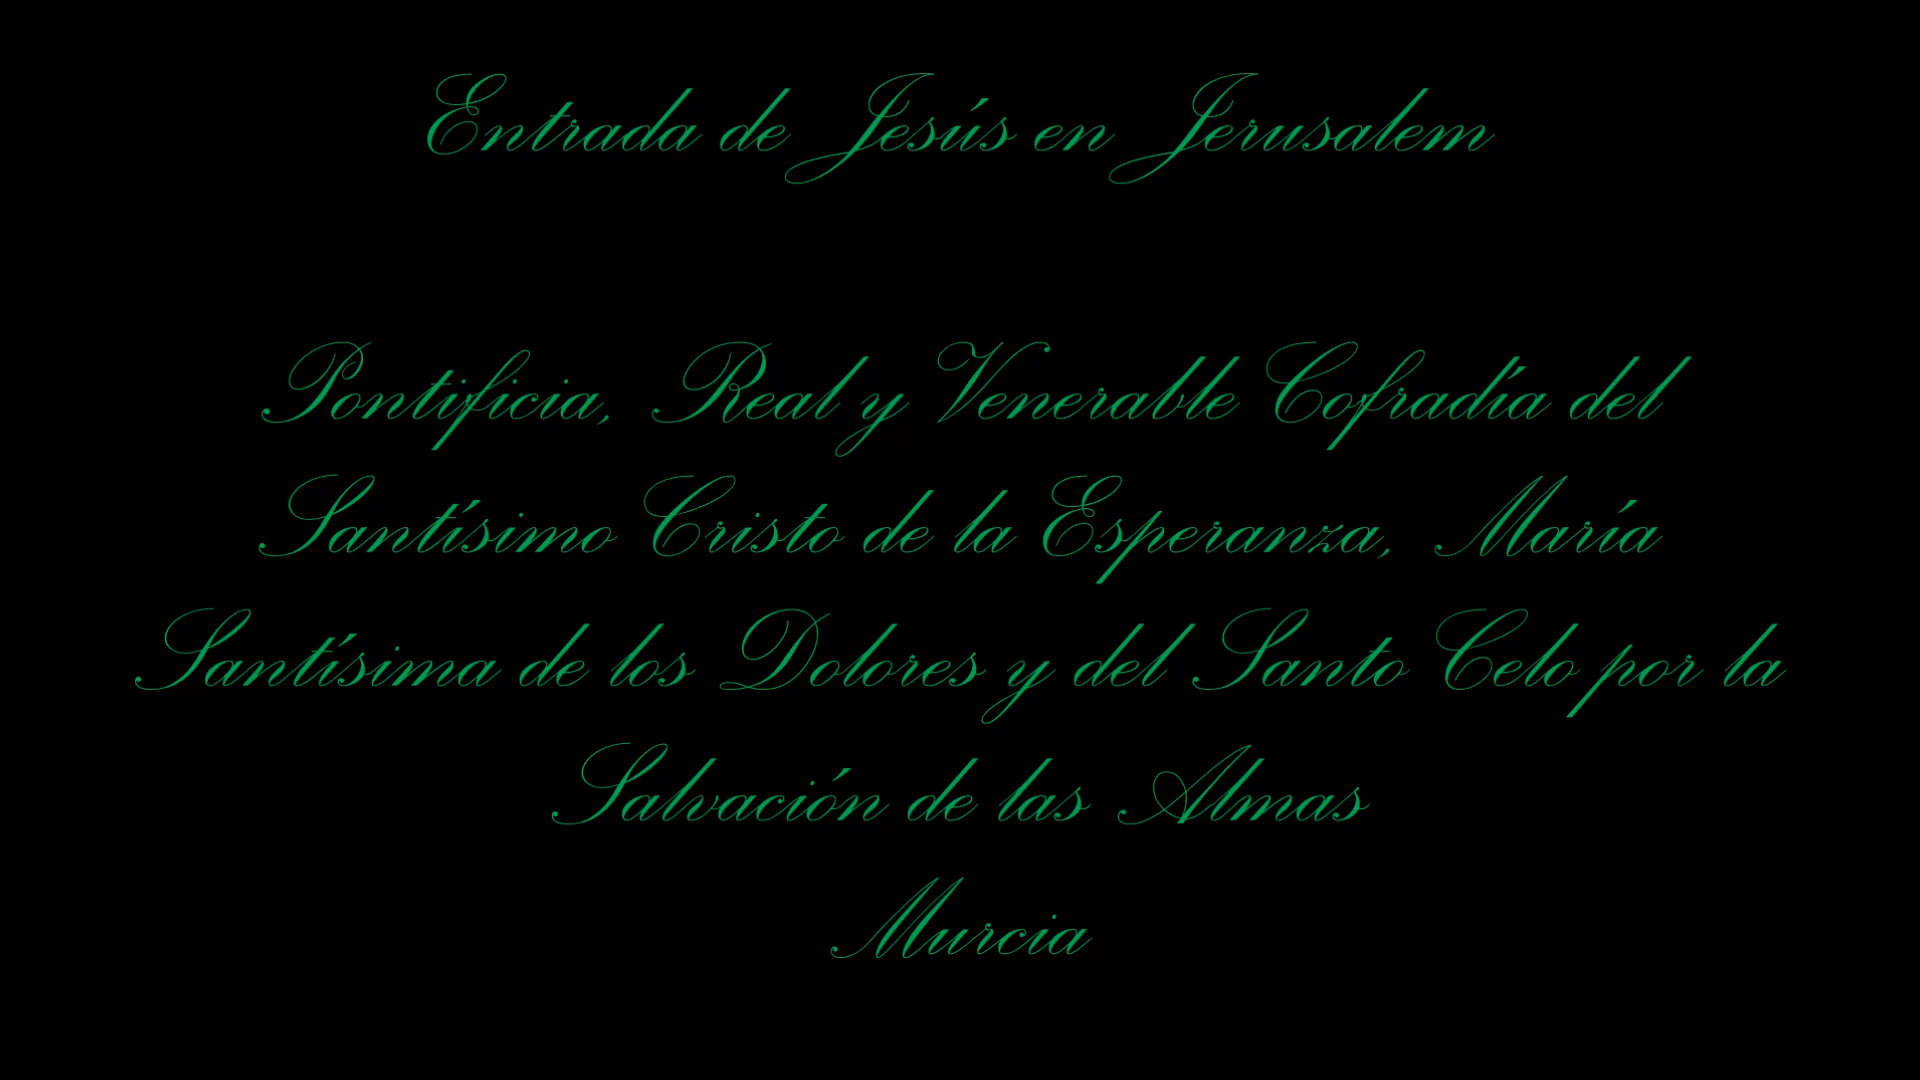 Entrada de Jesús en Jerusalem
Pontificia, Real y Venerable Cofradía del
Santísimo Cristo de la Esperanza, María
Santísima de los Dolores y del Santo Celo por la
Salvación de las Almas
Murcia